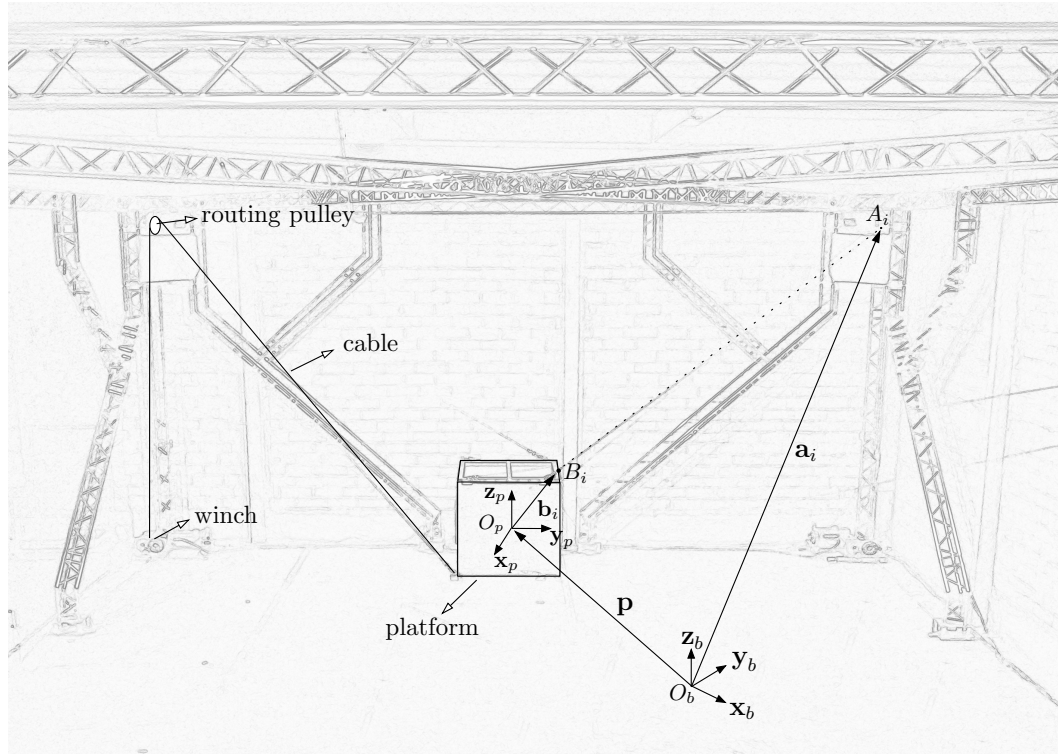 routing pulley
A_i
cable
a_i
B_i
z_p
b_i
O_p
winch
y_p
x_p
p
platform
z_b
y_b
O_b
x_b